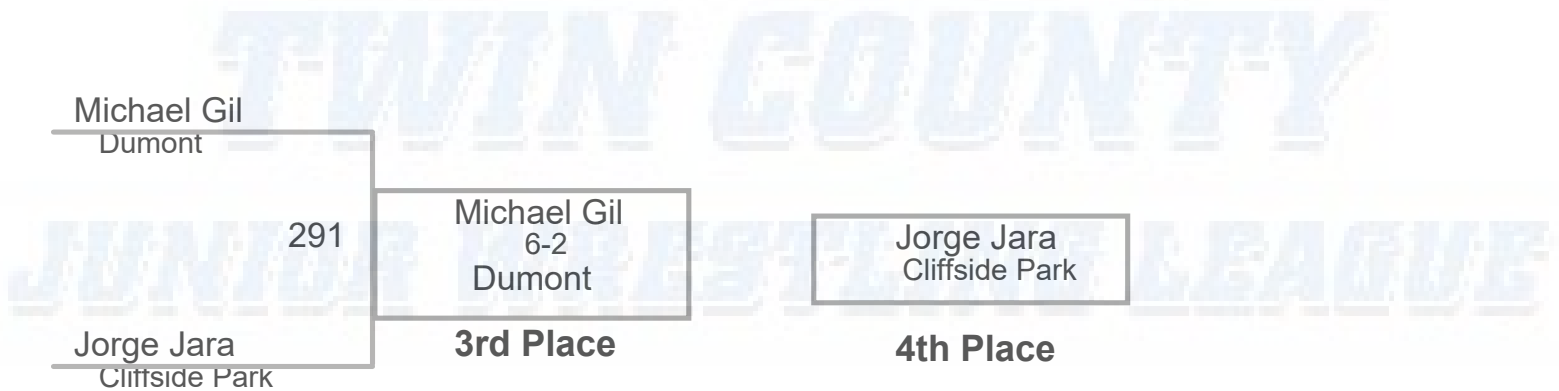 TWIN COUNTY
JUNIOR WRESTLING LEAGUE
Michael Gil
Dumont
291
Jorge Jara
Cliffside Park
Michael Gil
6-2
Dumont
3rd Place
Jorge Jara
Cliffside Park
4th Place